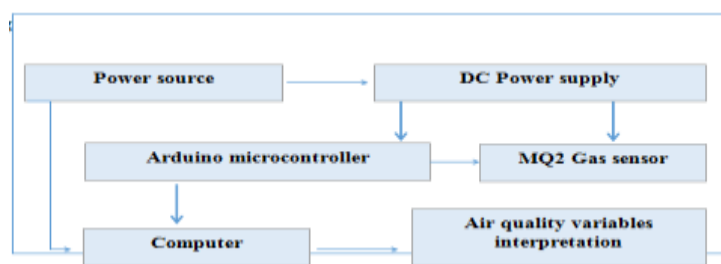 Power source
DC Power supply
Arduino microcontroller
MQ2 Gas sensor
Computer
Air quality variables
interpretation